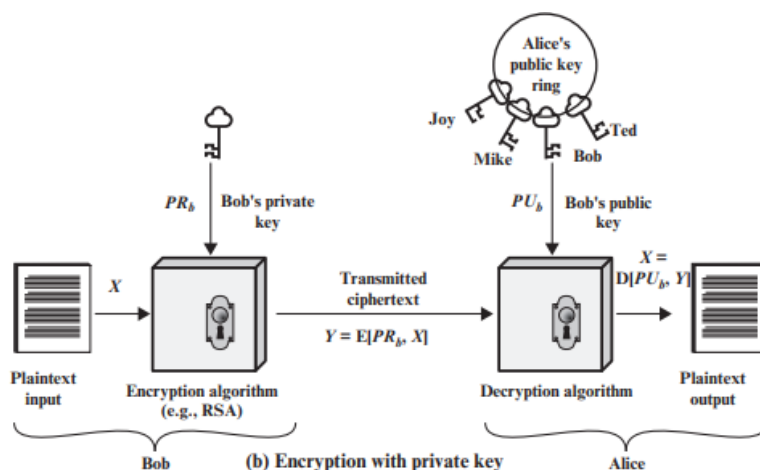 Alice's
public key
ring
Joy
Mike
Bob
Ted
PR_b
Bob's private
key
PU_b
Bob's public
key
X
Transmitted
ciphertext
Y = E[PR_b, X]
X =
D[PU_b, Y]
Plaintext
input
Encryption algorithm
(e.g., RSA)
Decryption algorithm
Plaintext
output
Bob
(b) Encryption with private key
Alice